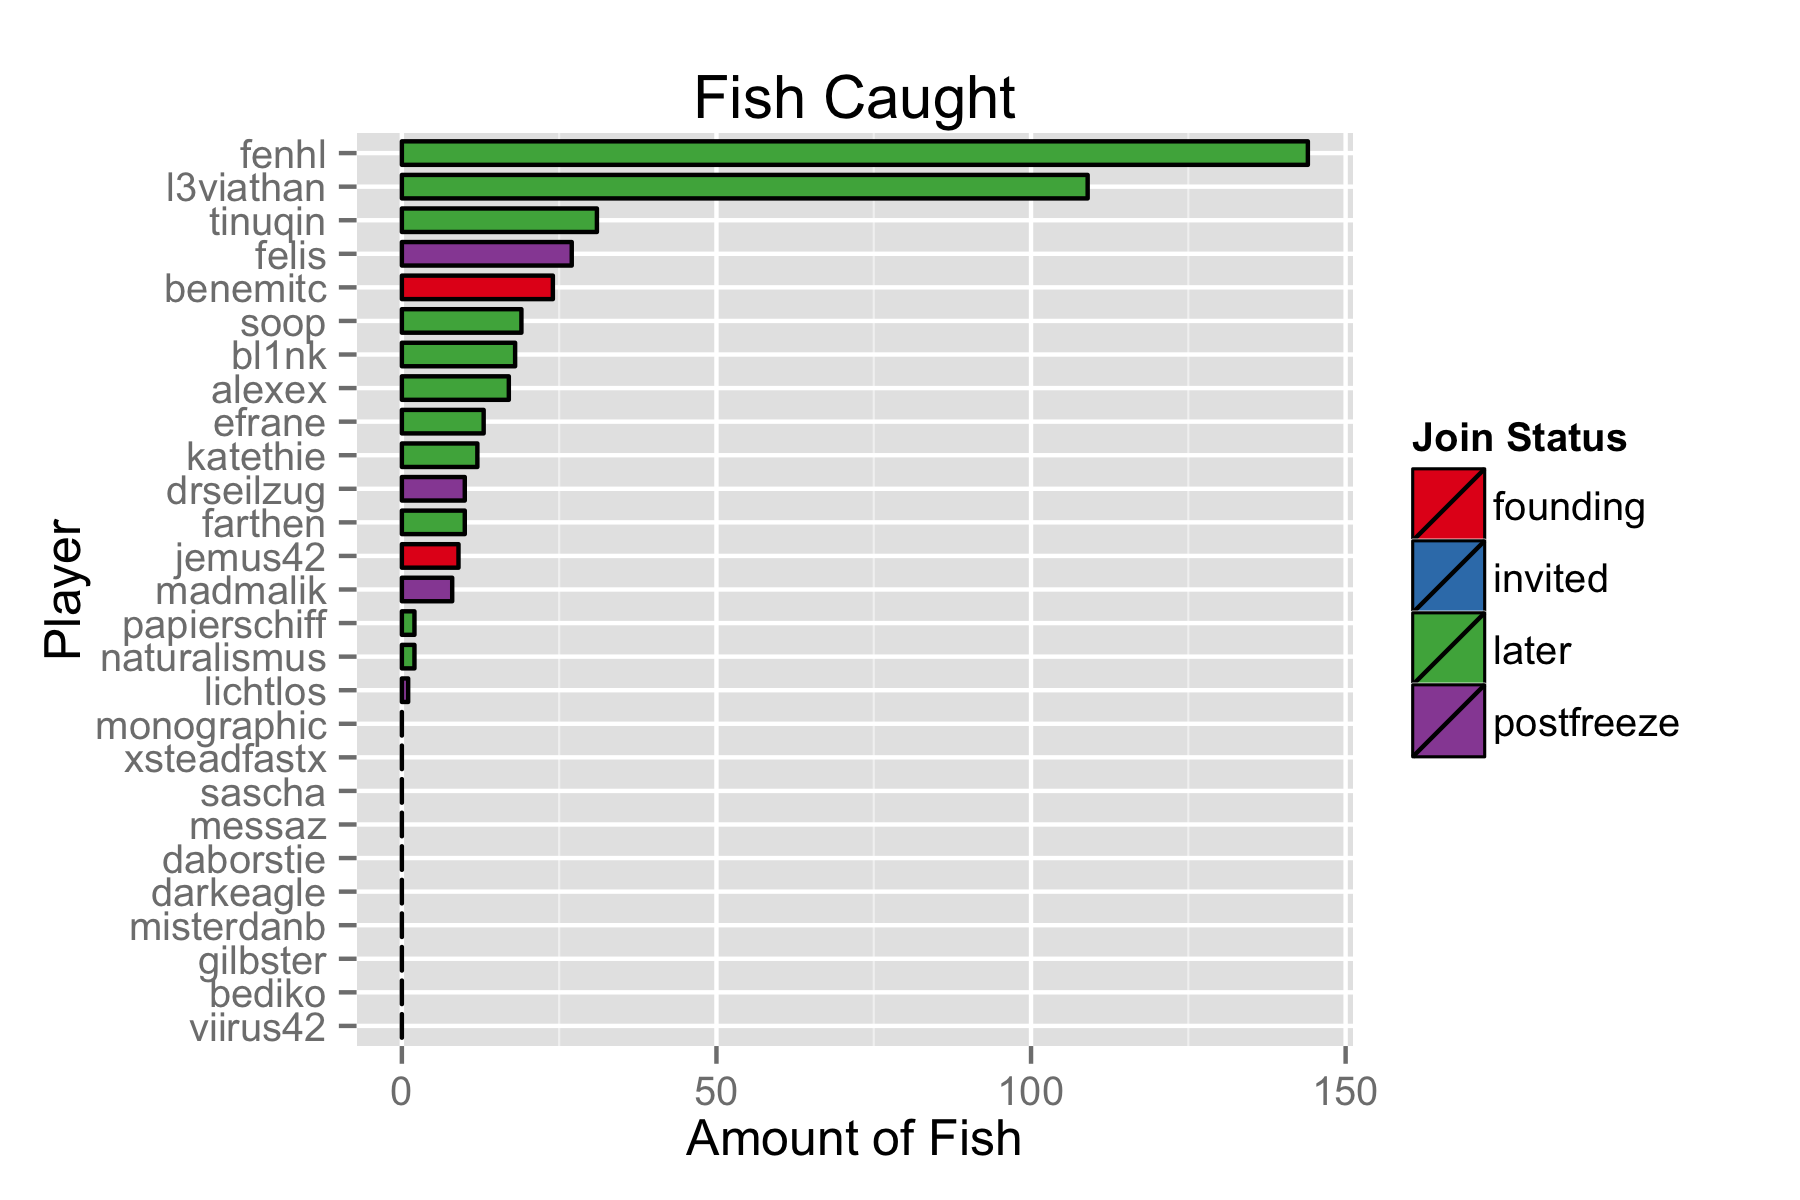 Fish Caught
fenhl
l3viathan
tinuqin
felis
benemitc
soop
bl1nk
alexex
efrane
katethie
drseilzug
farthen
jemus42
madmalik
papierschiff
naturalismus
lichtlos
monographic
xsteadfastx
sascha
messaz
daborstie
darkeagle
misterdanb
gilbster
bediko
viirus42
Player
0 50 100 150
Amount of Fish
Join Status
founding
invited
later
postfreeze